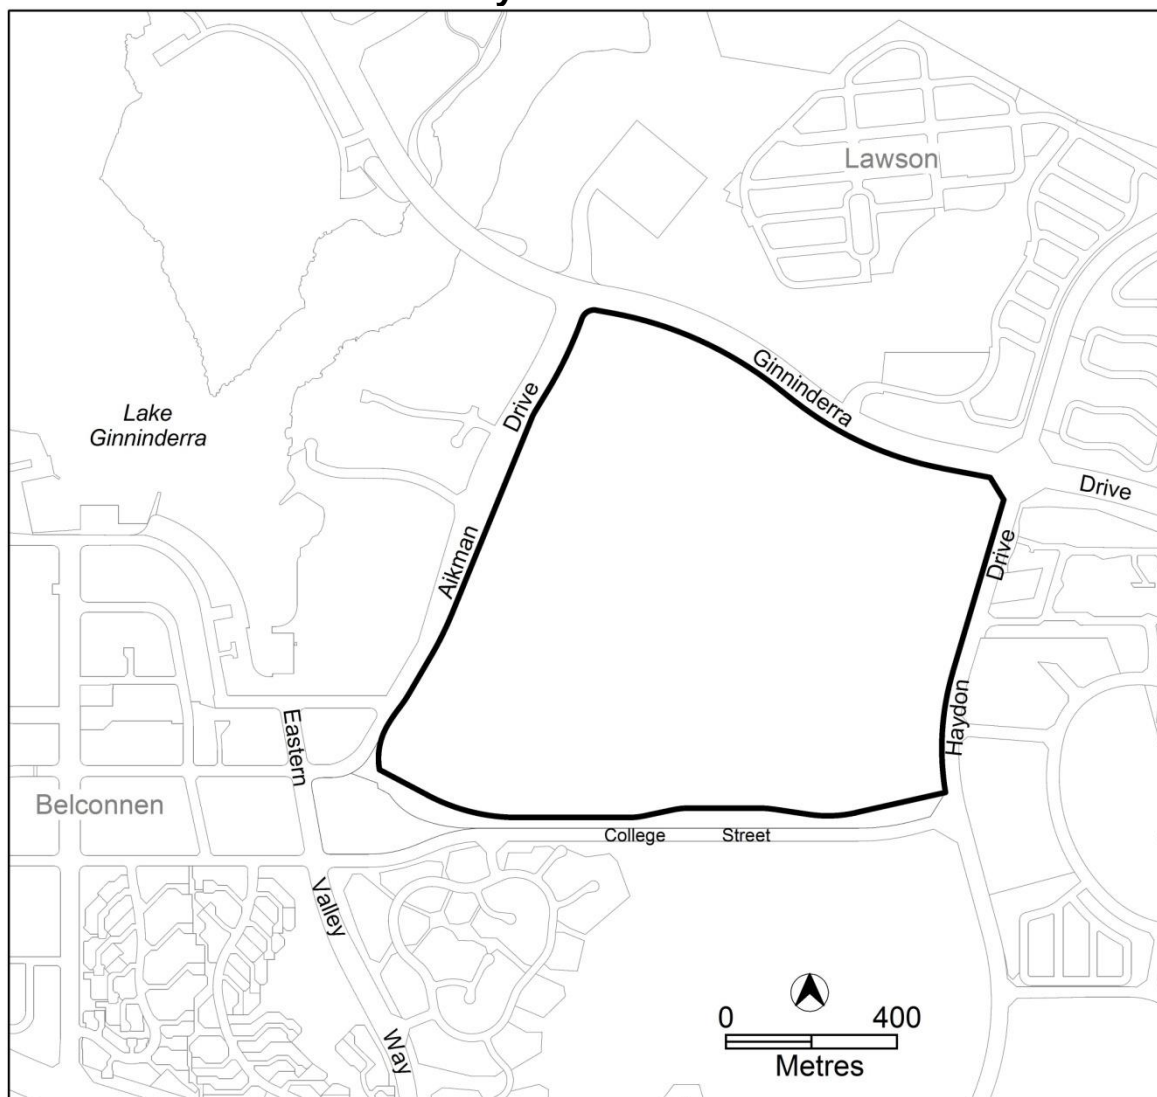 Lawson
Ginninderra
Drive
Lake
Ginninderra
Drive
Drive
Aikman
Haydon
Eastern
Belconnen
College Street
Valley
Way
0 400
Metres